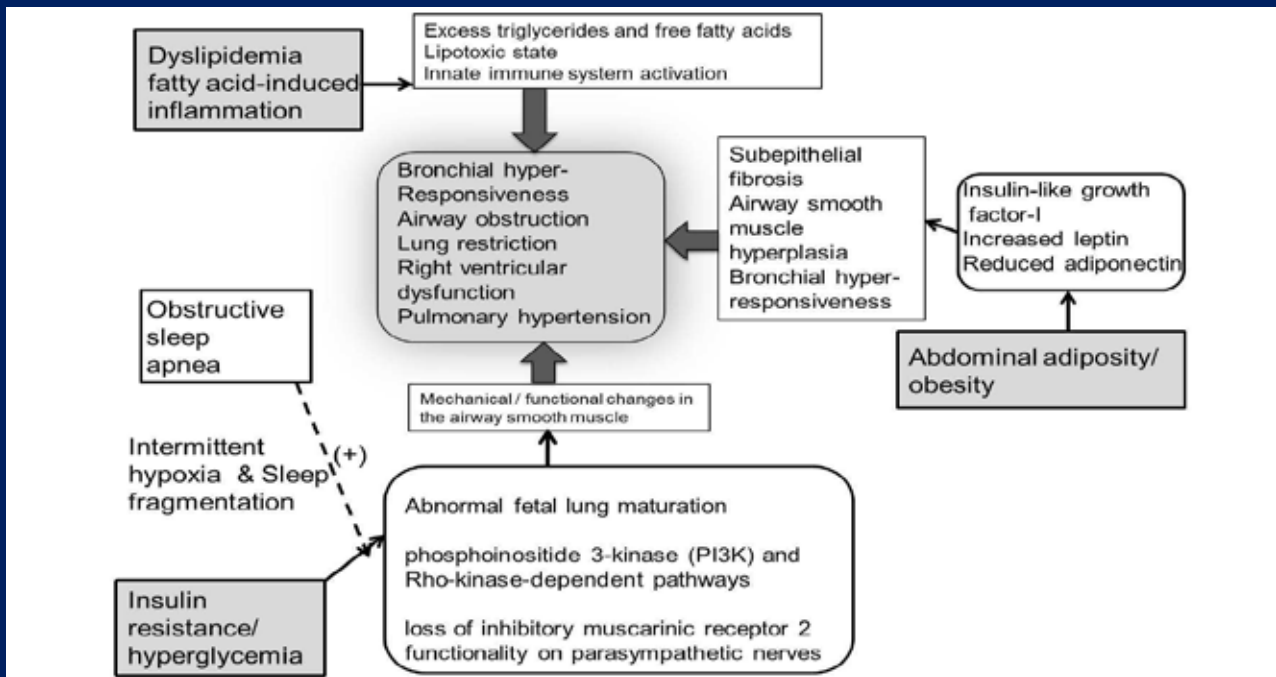 Dyslipidemia
fatty acid-induced
inflammation
Excess triglycerides and free fatty acids
Lipotoxic state
Innate immune system activation
Bronchial hyper-
Responsiveness
Airway obstruction
Lung restriction
Right ventricular
dysfunction
Pulmonary hypertension
Subepithelial
fibrosis
Airway smooth
muscle
hyperplasia
Bronchial hyper-
responsiveness
Insulin-like growth
factor-I
Increased leptin
Reduced adiponectin
Abdominal adiposity/
obesity
Obstructive
sleep
apnea
Intermittent
hypoxia & Sleep
fragmentation
(+)
Mechanical / functional changes in
the airway smooth muscle
Abnormal fetal lung maturation
phosphoinositide 3-kinase (PI3K) and
Rho-kinase-dependent pathways
loss of inhibitory muscarinic receptor 2
functionality on parasympathetic nerves
Insulin
resistance/
hyperglycemia